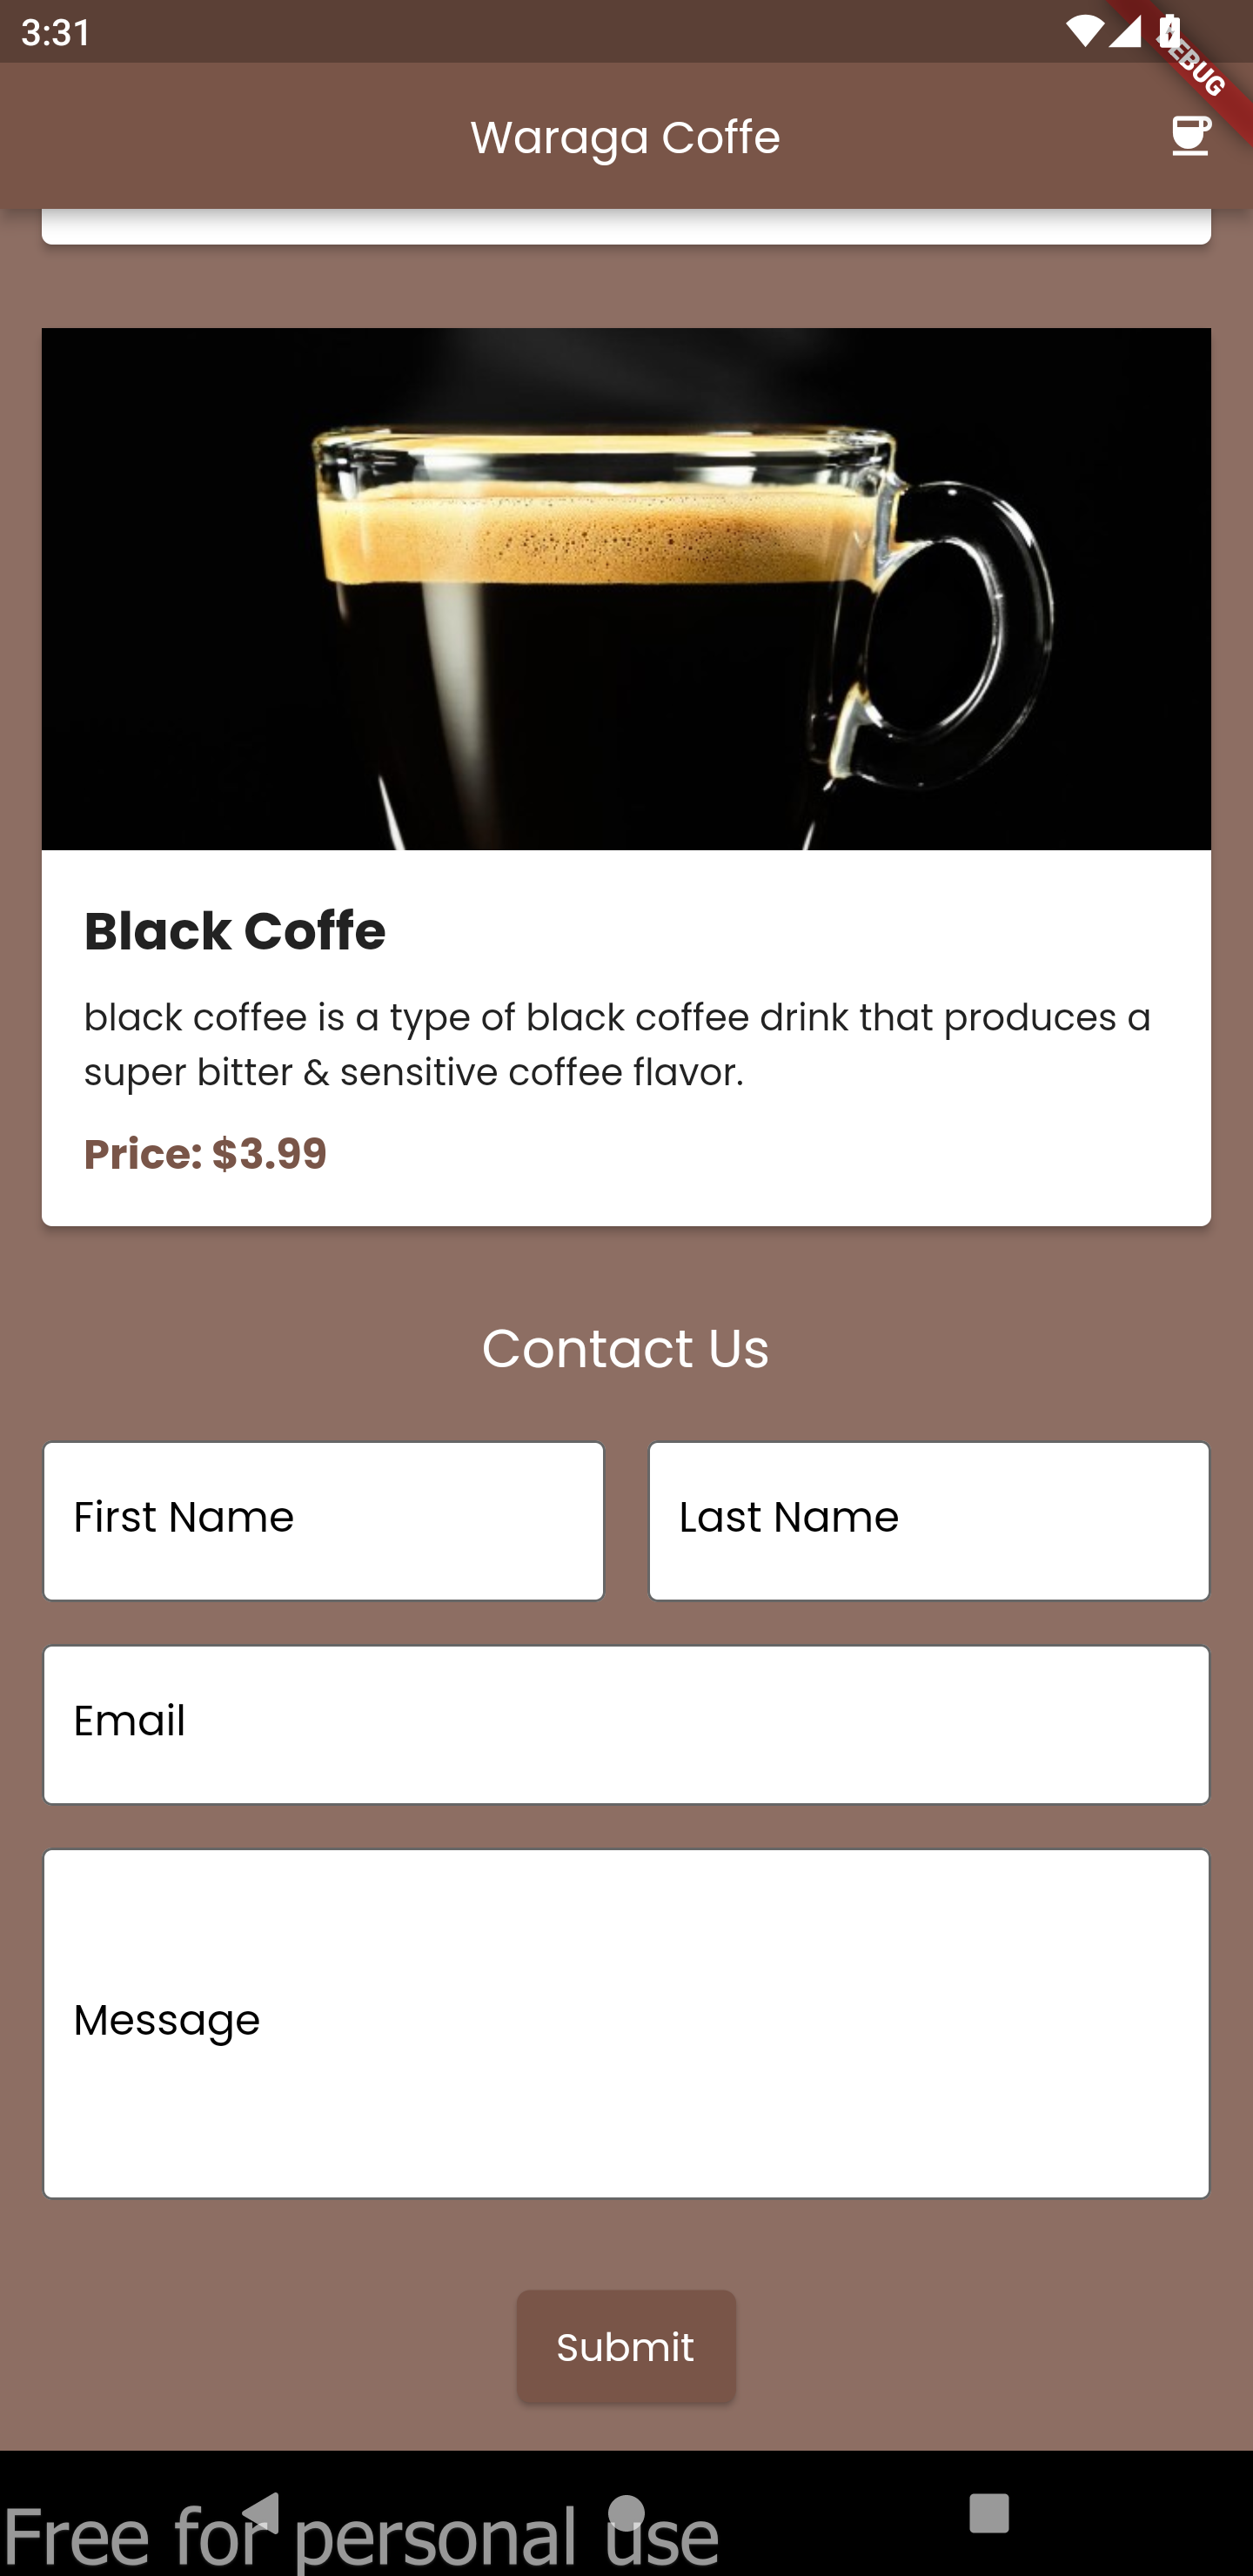 3:31
DEBUG
Waraga Coffe
Black Coffe
black coffee is a type of black coffee drink that produces a
super bitter & sensitive coffee flavor.
Price: $3.99
Contact Us
First Name
Last Name
Email
Message
Submit
Free for personal use